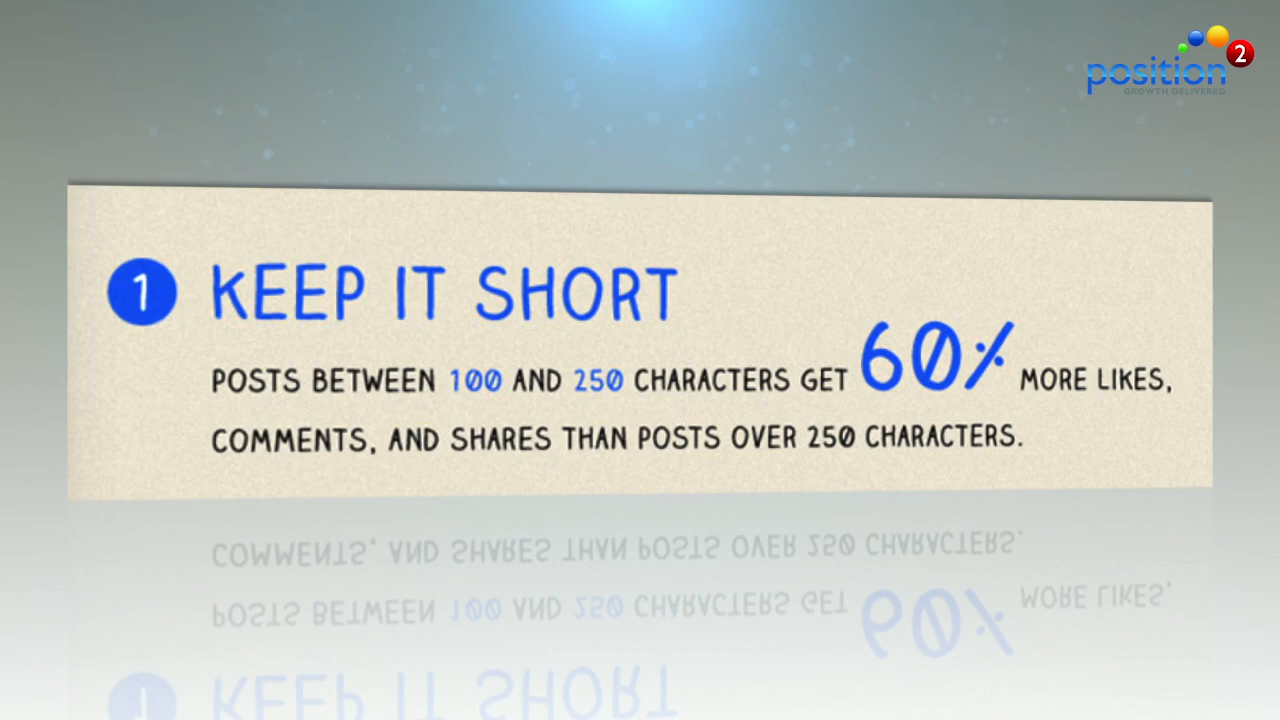 position 2
GROWTH DELIVERED
1 KEEP IT SHORT
POSTS BETWEEN 100 AND 250 CHARACTERS GET 60% MORE LIKES,
COMMENTS, AND SHARES THAN POSTS OVER 250 CHARACTERS.